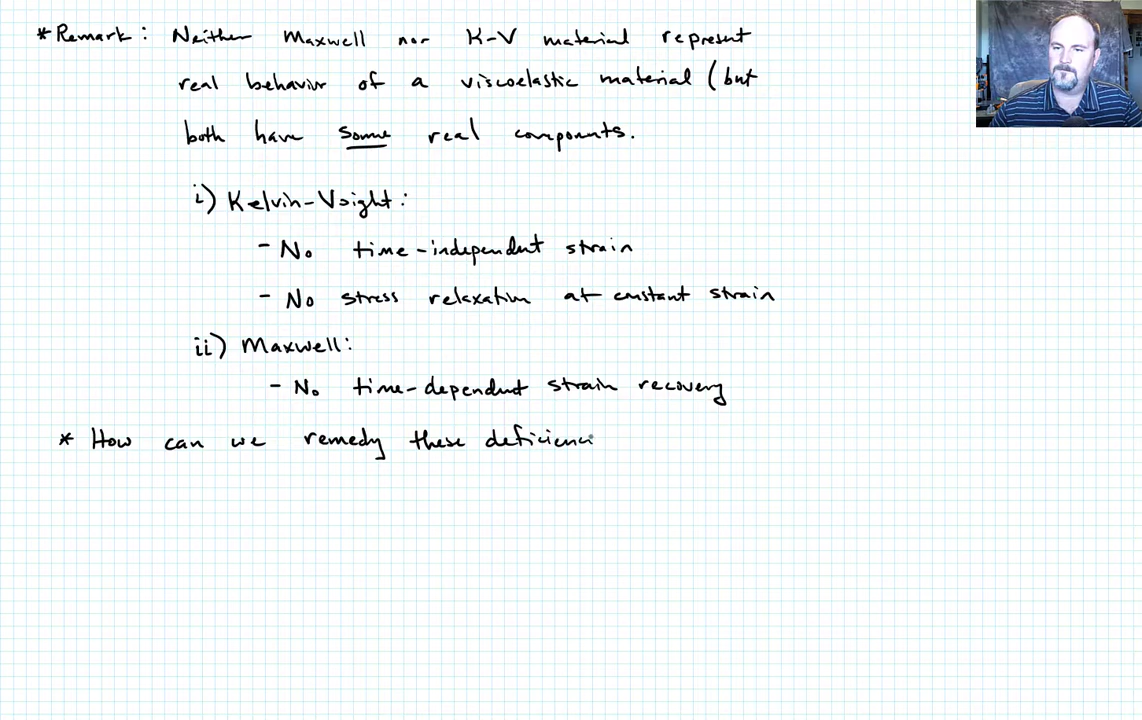 * Remark : Neither Maxwell nor K-V material represent
real behavior of a viscoelastic material (but
both have some real components.
i) Kelvin-Voight :
- No time-independent strain
- No stress relaxation at constant strain
ii) Maxwell :
- No time-dependent strain recovery
* How can we remedy these deficienci